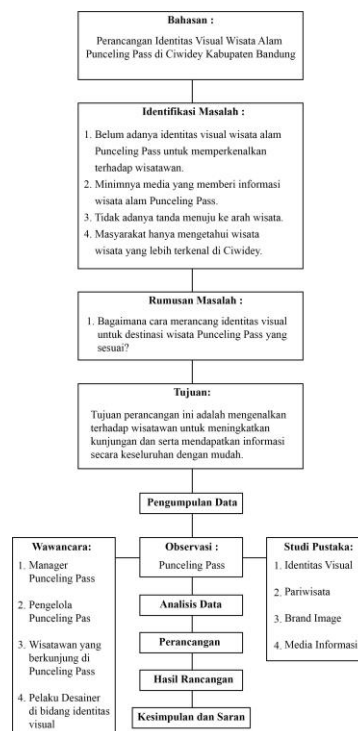 Bahasan :
Perancangan Identitas Visual Wisata Alam
Punceling Pass di Ciwidey Kabupaten Bandung
Identifikasi Masalah :
1. Belum adanya identitas visual wisata alam
Punceling Pass untuk memperkenalkan
terhadap wisatawan.
2. Minimnya media yang memberi informasi
wisata alam Punceling Pass.
3. Tidak adanya tanda menuju ke arah wisata.
4. Masyarakat hanya mengetahui wisata
wisata yang lebih terkenal di Ciwidey.
Rumusan Masalah :
1. Bagaimana cara merancang identitas visual
untuk destinasi wisata Punceling Pass yang
sesuai?
Tujuan:
Tujuan perancangan ini adalah mengenalkan
terhadap wisatawan untuk meningkatkan
kunjungan dan serta mendapatkan informasi
secara keseluruhan dengan mudah.
Pengumpulan Data
Wawancara:
1. Manager
Punceling Pass
2. Pengelola
Punceling Pas
3. Wisatawan yang
berkunjung di
Punceling Pass
4. Pelaku Desainer
di bidang identitas
visual
Observasi :
Punceling Pass
Studi Pustaka:
1. Identitas Visual
2. Pariwisata
3. Brand Image
4. Media Informasi
Analisis Data
Perancangan
Hasil Rancangan
Kesimpulan dan Saran